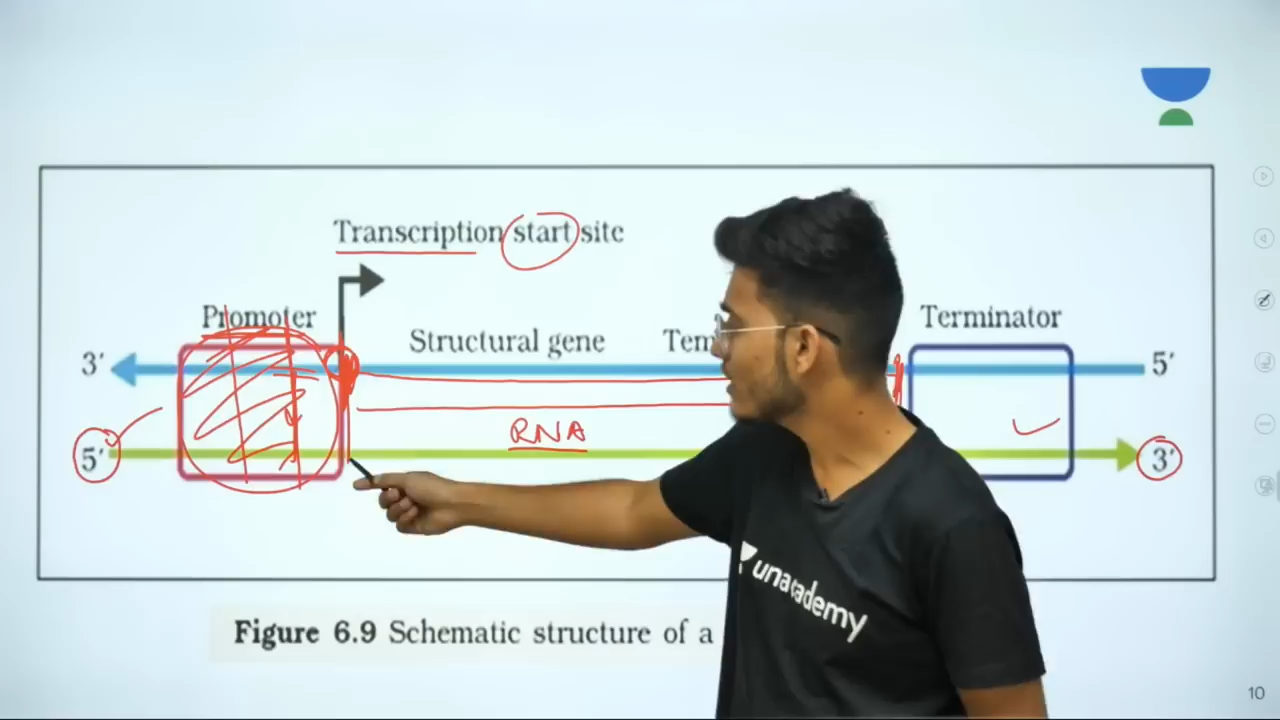 Transcription start site
Promoter
Terminator
Structural gene
3′
5′
RNA
5′
3′
unacademy
Figure 6.9 Schematic structure of a
10